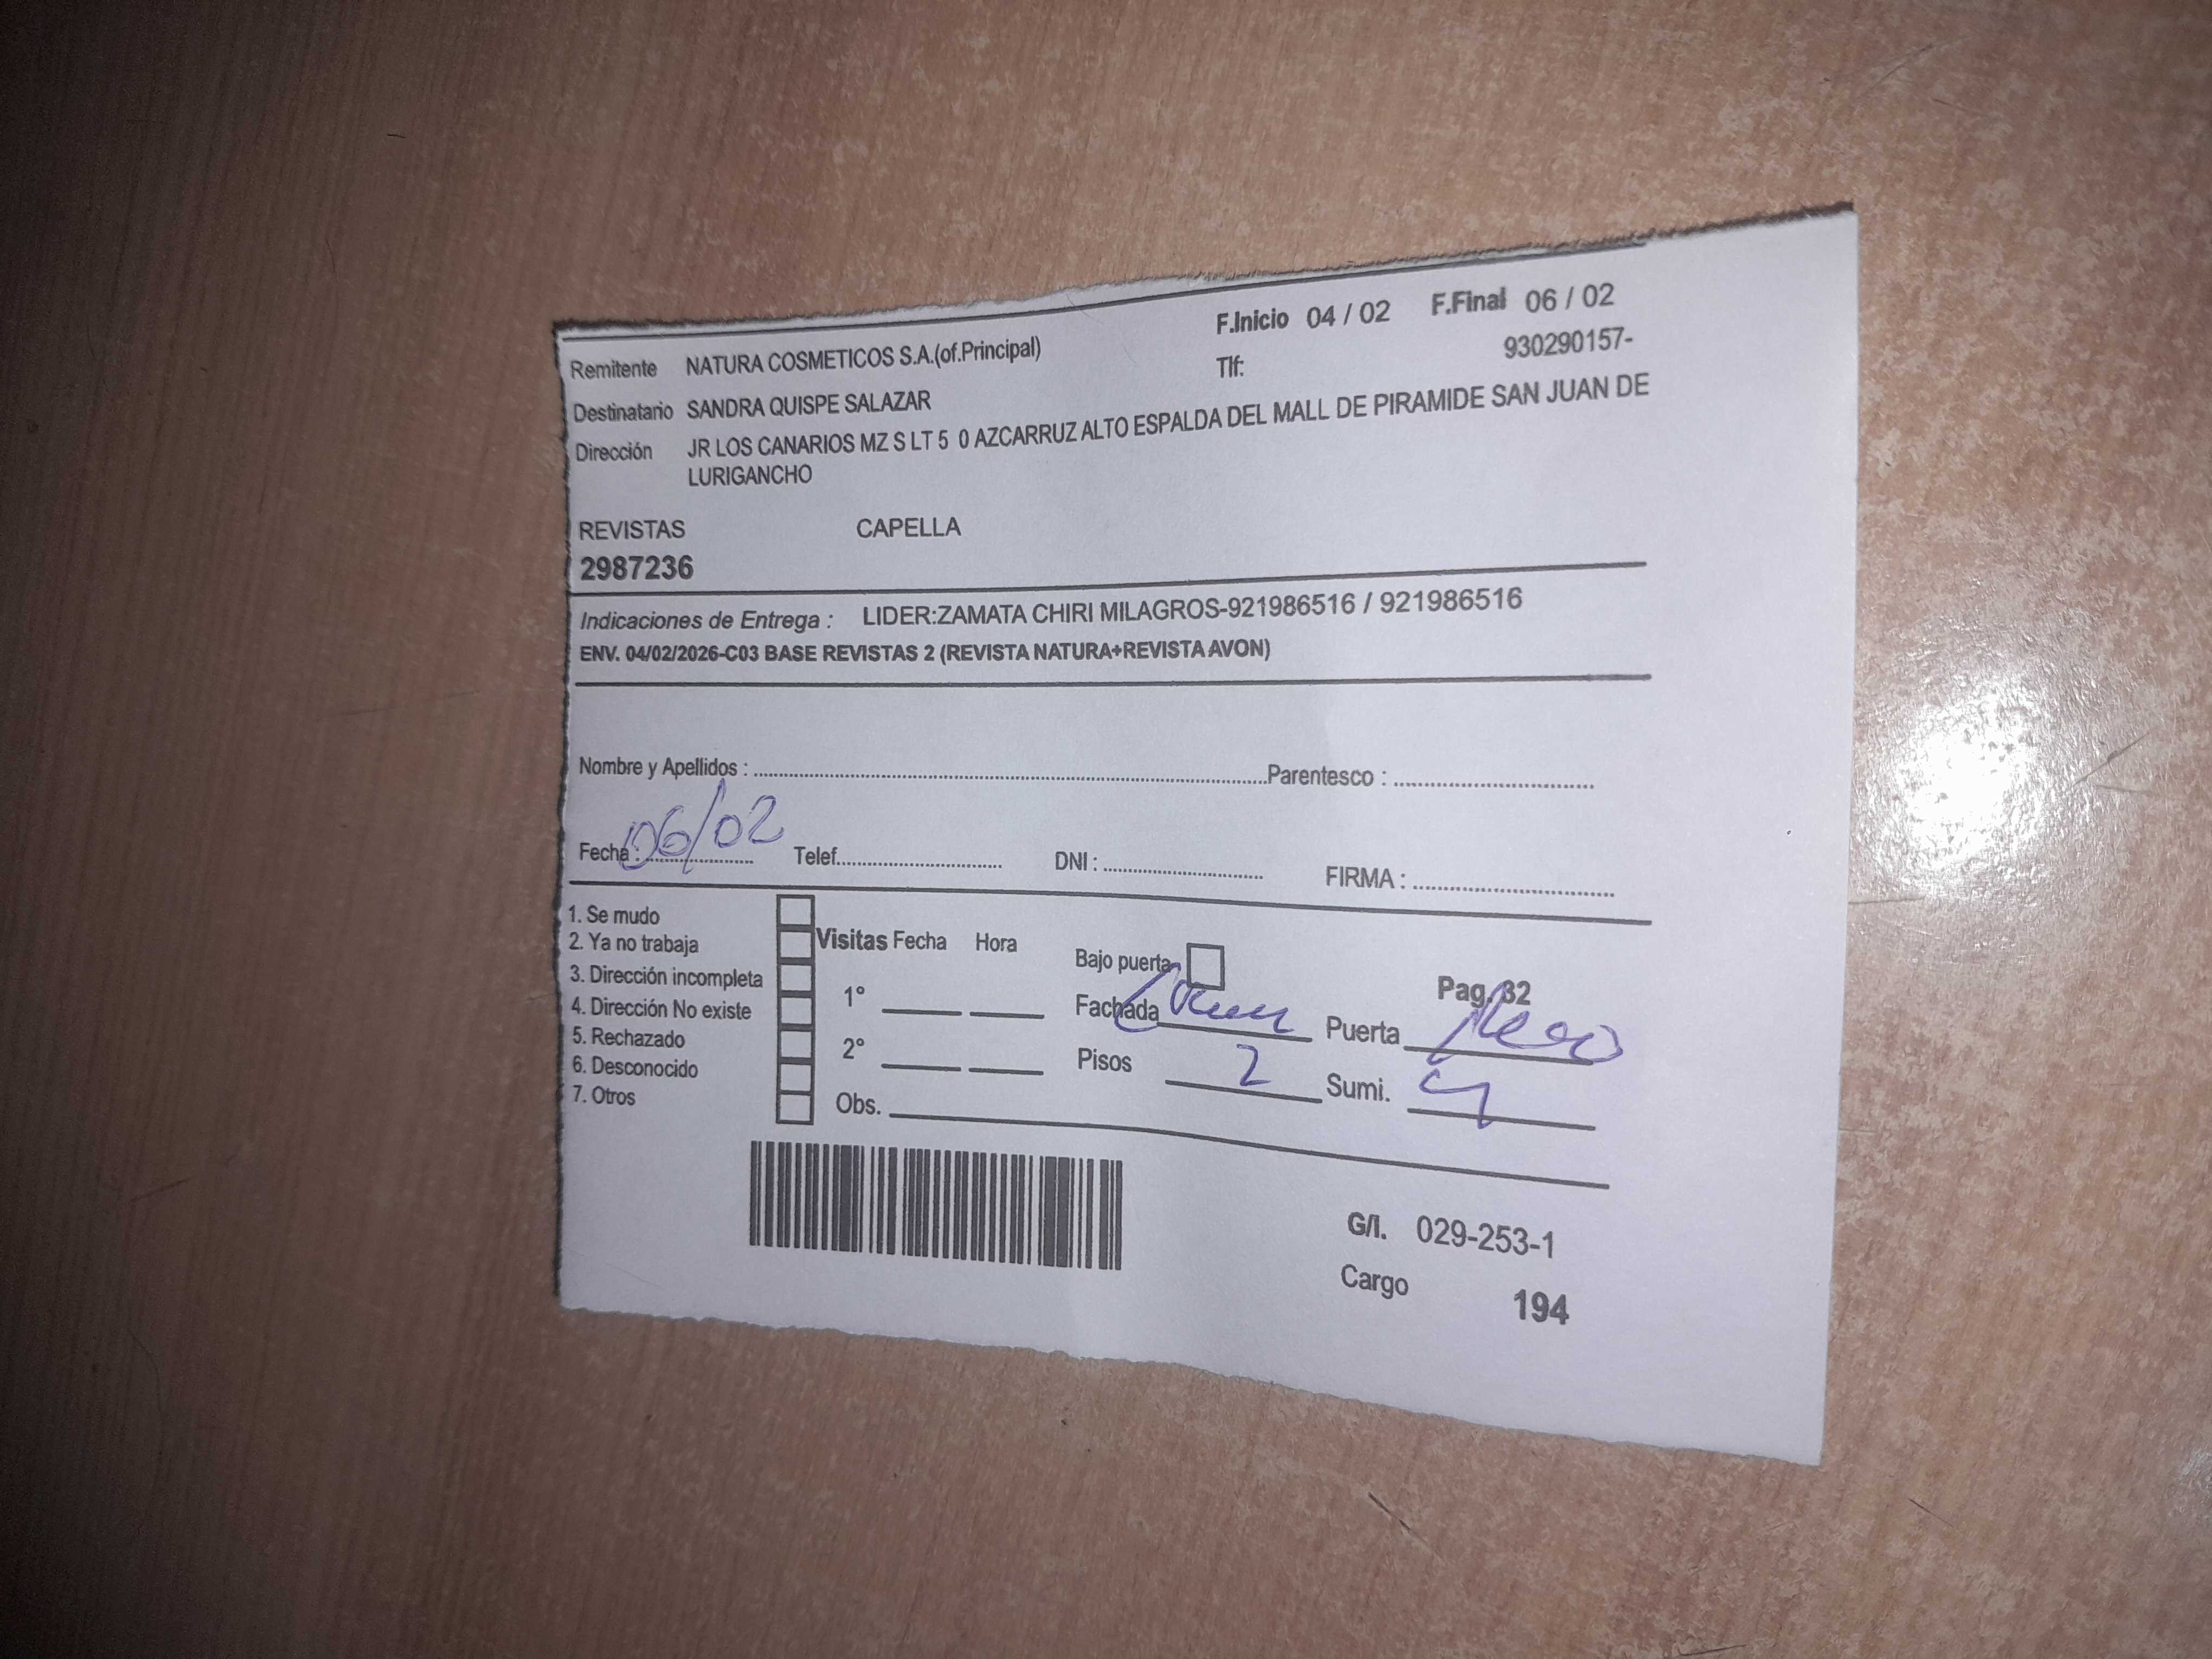 F.Inicio 04 / 02 F.Final 06 / 02
Remitente NATURA COSMETICOS S.A.(of.Principal) Tlf: 930290157-
Destinatario SANDRA QUISPE SALAZAR
Dirección JR LOS CANARIOS MZ S LT 5 0 AZCARRUZ ALTO ESPALDA DEL MALL DE PIRAMIDE SAN JUAN DE
LURIGANCHO
REVISTAS CAPELLA
2987236
Indicaciones de Entrega : LIDER:ZAMATA CHIRI MILAGROS-921986516 / 921986516
ENV. 04/02/2026-C03 BASE REVISTAS 2 (REVISTA NATURA+REVISTA AVON)
Nombre y Apellidos : Parentesco :
Fecha : 06/02 Telef. DNI : FIRMA :
1. Se mudo
2. Ya no trabaja
3. Dirección incompleta
4. Dirección No existe
5. Rechazado
6. Desconocido
7. Otros
Visitas Fecha Hora
1°
2°
Obs.
Bajo puerta
Pag. 32
Fachada Puerta
Pisos 2 Sumi. 4
G/I. 029-253-1
Cargo 194